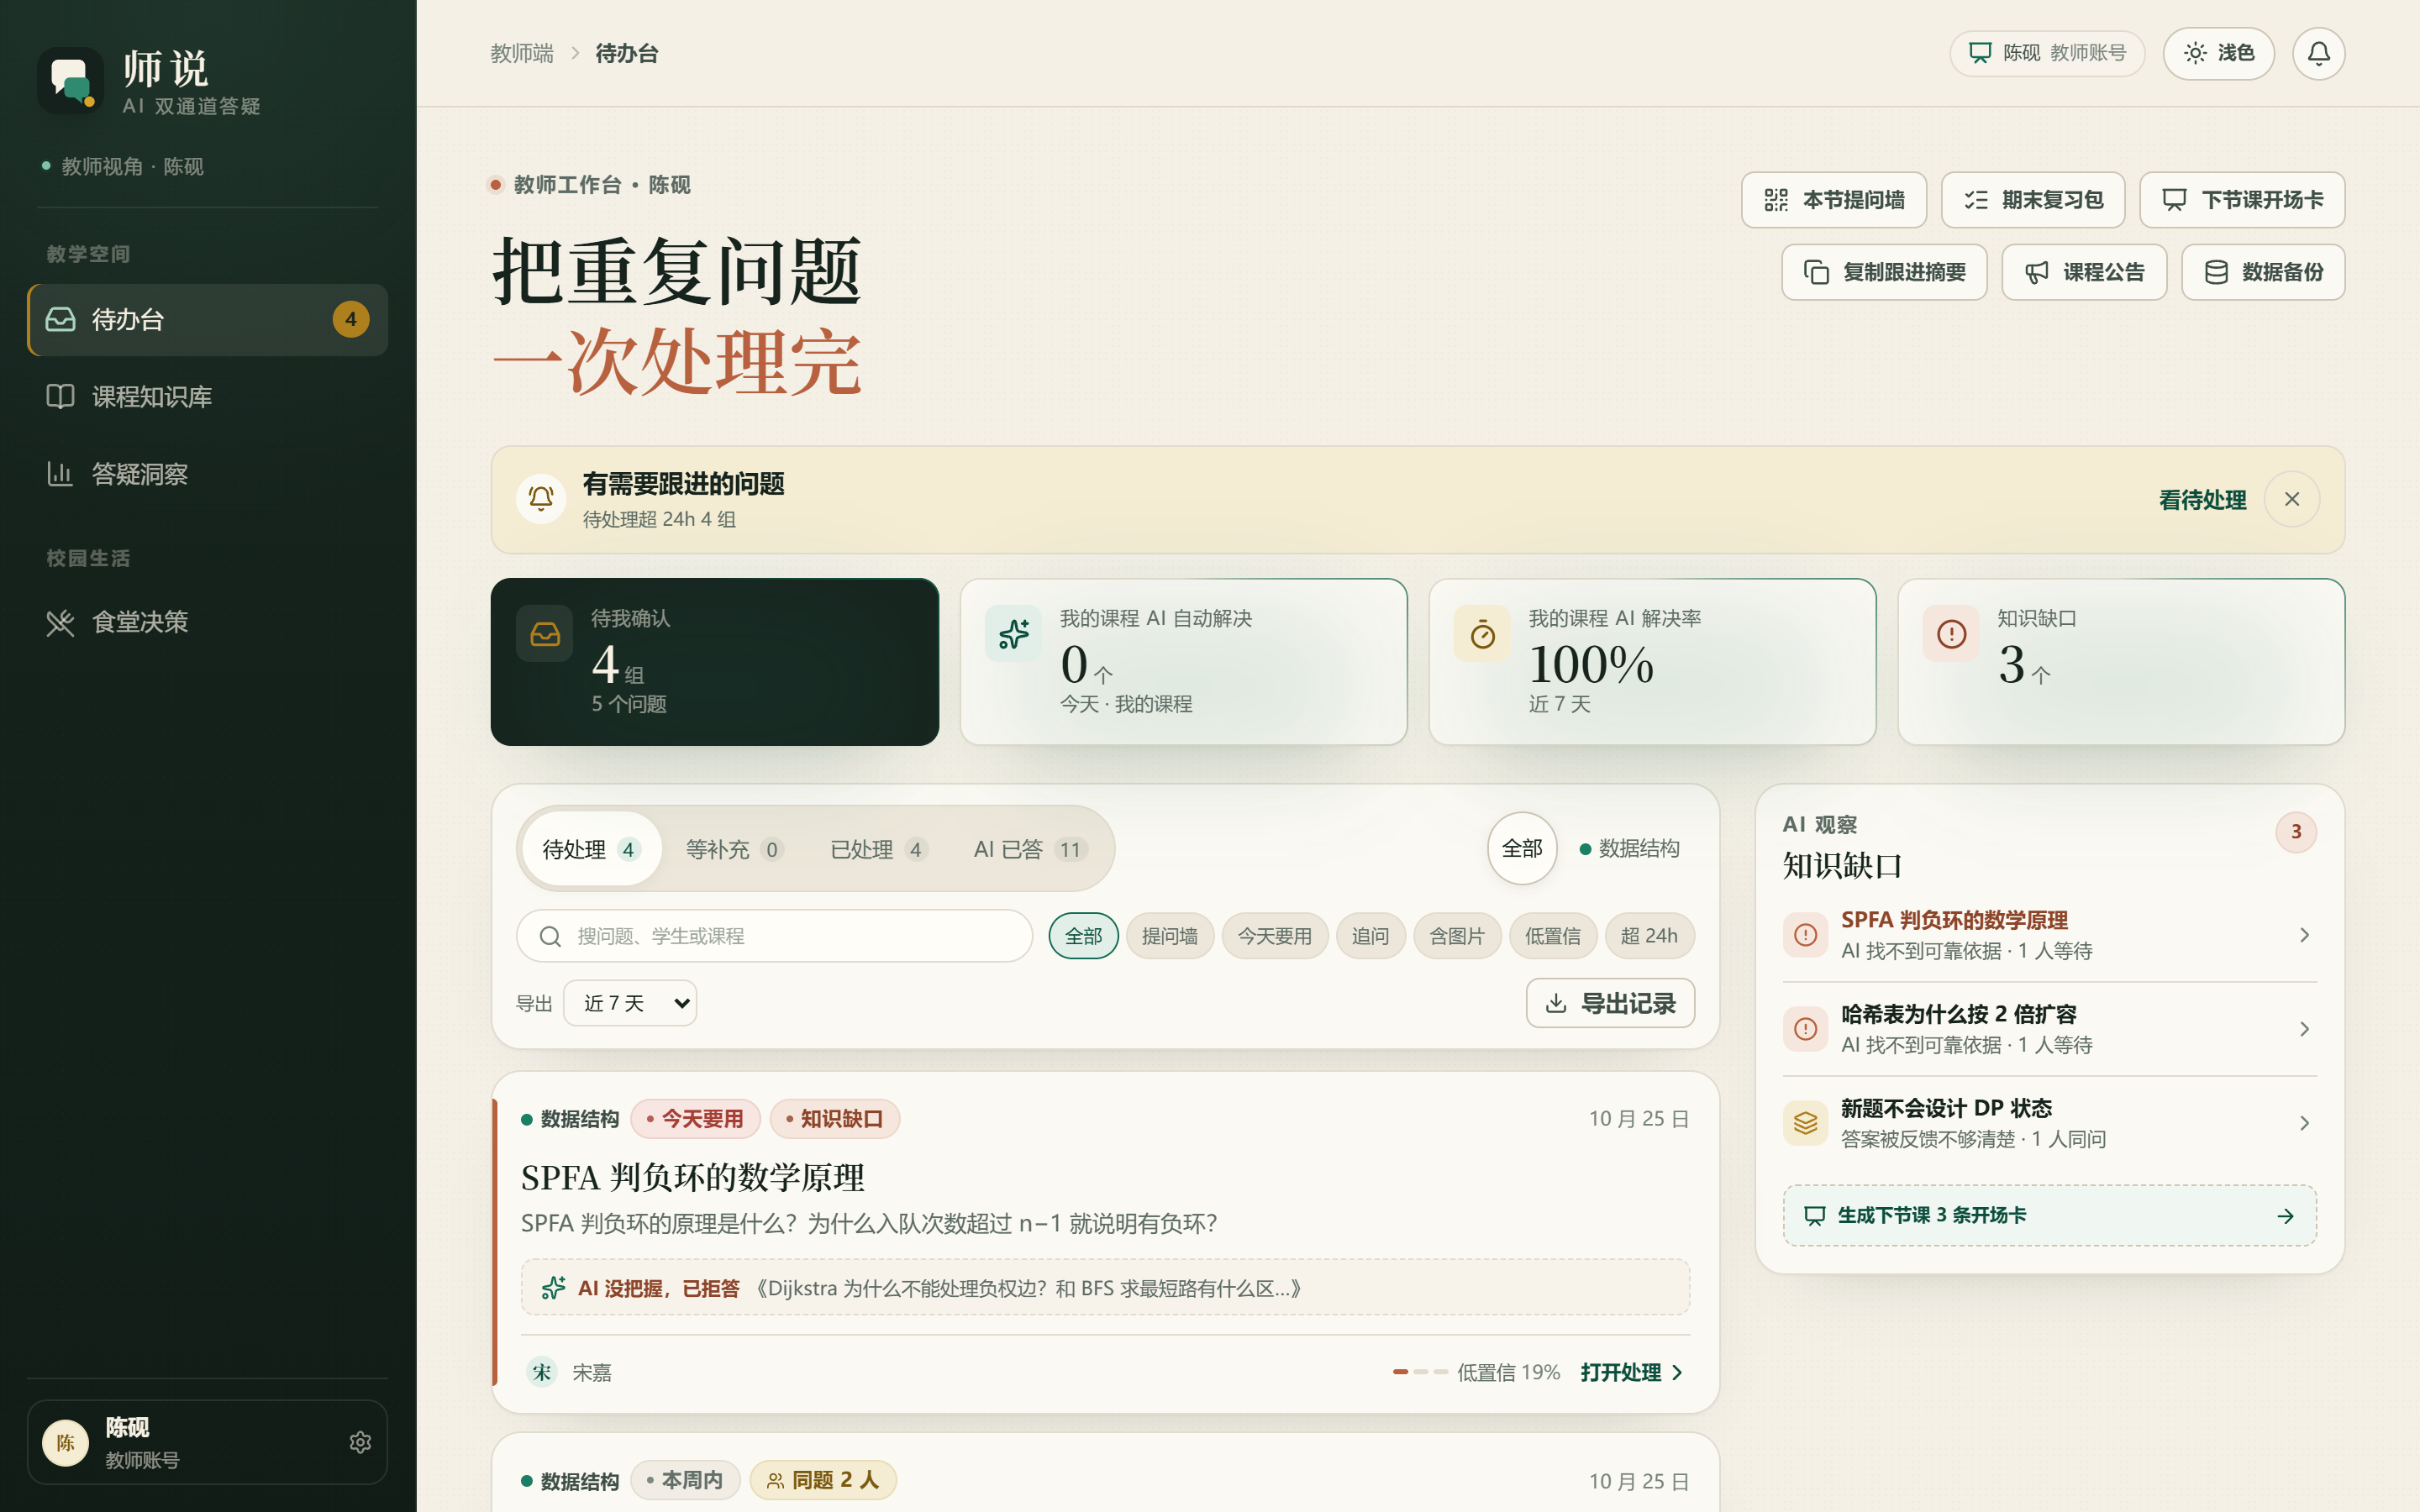 师说
AI 双通道答疑
教师视角 · 陈砚
教学空间
待办台 4
课程知识库
答疑洞察
校园生活
食堂决策
陈
陈砚
教师账号
教师端 > 待办台
陈砚 教师账号
浅色
教师工作台 • 陈砚
把重复问题
一次处理完
本节提问墙
期末复习包
下节课开场卡
复制跟进摘要
课程公告
数据备份
有需要跟进的问题
待处理超 24h 4 组
看待处理
待我确认
4 组
5 个问题
我的课程 AI 自动解决
0 个
今天 · 我的课程
我的课程 AI 解决率
100%
近 7 天
知识缺口
3 个
待处理 4
等补充 0
已处理 4
AI 已答 11
全部
数据结构
搜问题、学生或课程
全部
提问墙
今天要用
追问
含图片
低置信
超 24h
导出
近 7 天
导出记录
数据结构
今天要用
知识缺口
10 月 25 日
SPFA 判负环的数学原理
SPFA 判负环的原理是什么？为什么入队次数超过 n−1 就说明有负环？
AI 没把握，已拒答 《Dijkstra 为什么不能处理负权边？和 BFS 求最短路有什么区…》
宋
宋嘉
低置信 19%
打开处理
数据结构
本周内
同题 2 人
10 月 25 日
AI 观察
知识缺口
3
SPFA 判负环的数学原理
AI 找不到可靠依据 · 1 人等待
哈希表为什么按 2 倍扩容
AI 找不到可靠依据 · 1 人等待
新题不会设计 DP 状态
答案被反馈不够清楚 · 1 人同问
生成下节课 3 条开场卡